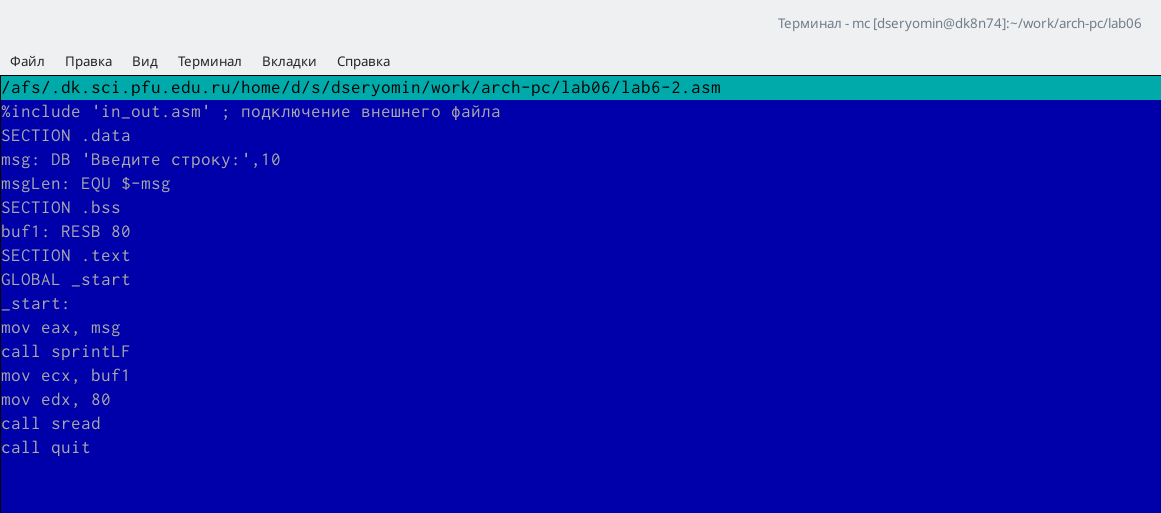 Терминал - mc [dseryomin@dk8n74]:~/work/arch-pc/lab06
Файл Правка Вид Терминал Вкладки Справка
/afs/.dk.sci.pfu.edu.ru/home/d/s/dseryomin/work/arch-pc/lab06/lab6-2.asm
%include 'in_out.asm' ; подключение внешнего файла
SECTION .data
msg: DB 'Введите строку:',10
msgLen: EQU $-msg
SECTION .bss
buf1: RESB 80
SECTION .text
GLOBAL _start
_start:
mov eax, msg
call sprintLF
mov ecx, buf1
mov edx, 80
call sread
call quit